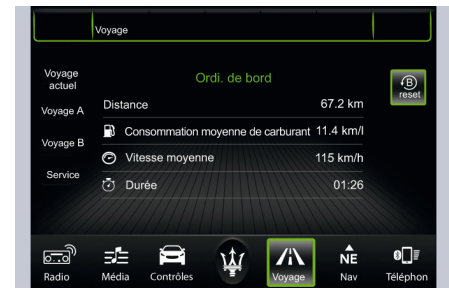 Voyage
Voyage
actuel
Voyage A
Voyage B
Service
Ordi. de bord
Distance 67.2 km
Consommation moyenne de carburant 11.4 km/l
Vitesse moyenne 115 km/h
Durée 01:26
B
reset
NE
Radio Média Contrôles Voyage Nav Téléphon